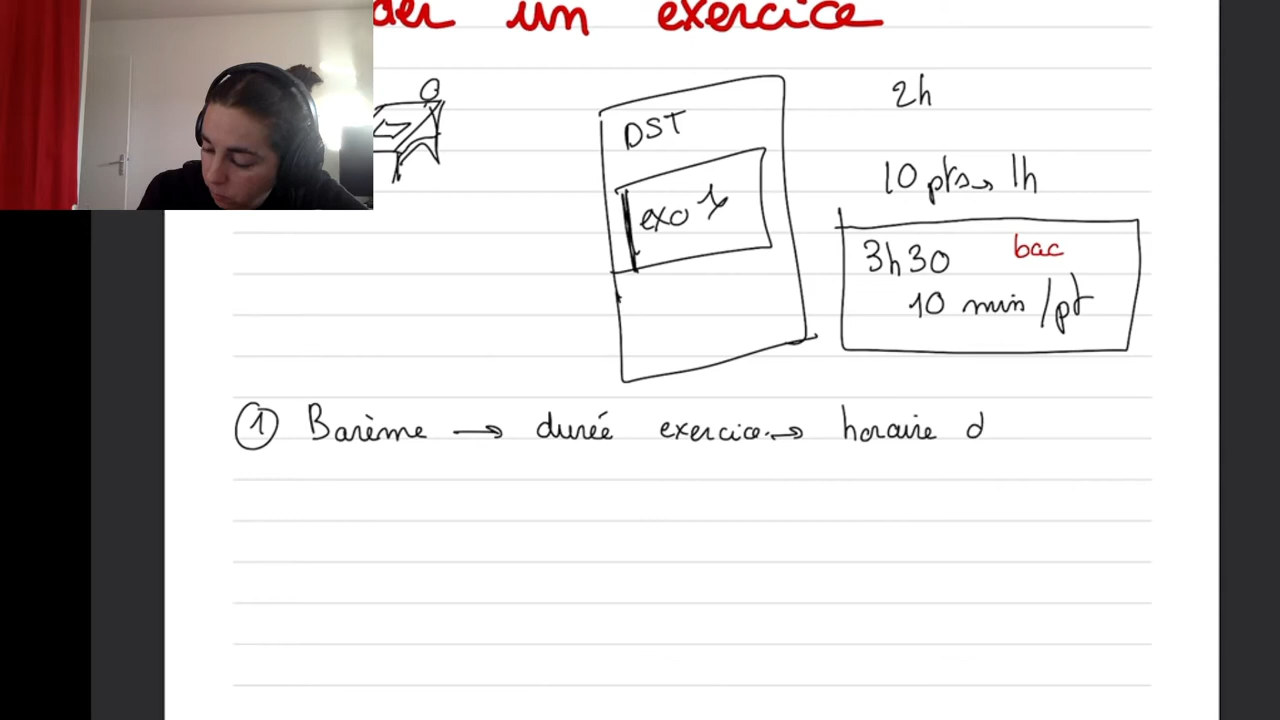 der un exercice
2h
DST
10 pts → 1h
exo 1
3h30 bac
10 min /pt
① Barème → durée exercice → horaire d